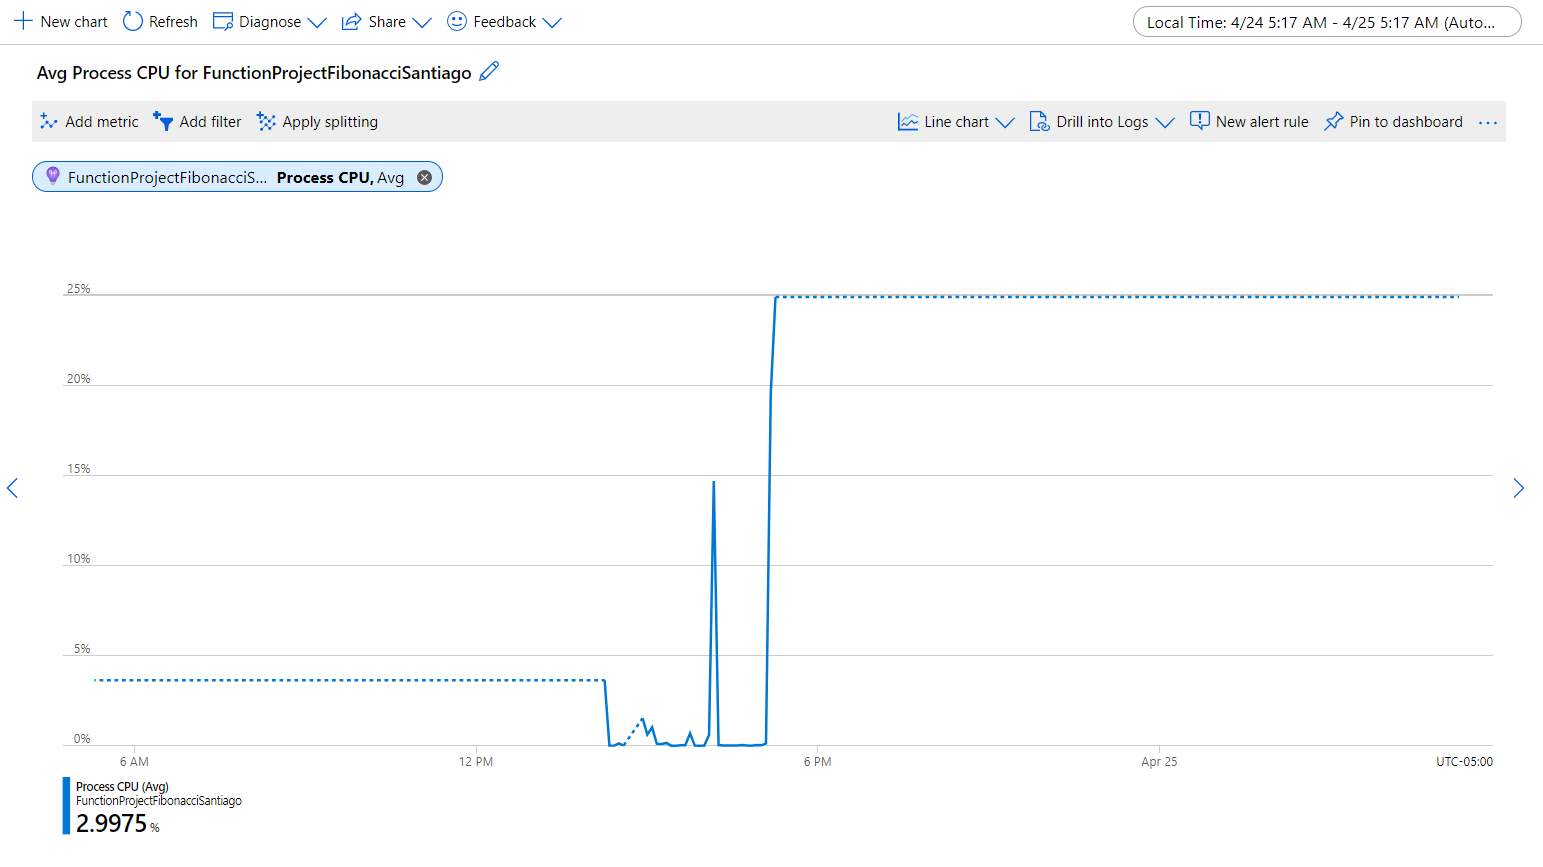 New chart Refresh Diagnose Share Feedback Local Time: 4/24 5:17 AM - 4/25 5:17 AM (Auto...
Avg Process CPU for FunctionProjectFibonacciSantiago
Add metric Add filter Apply splitting Line chart Drill into Logs New alert rule Pin to dashboard ...
FunctionProjectFibonacciS... Process CPU, Avg
25%
20%
15%
10%
5%
0%
6 AM 12 PM 6 PM Apr 25 UTC-05:00
Process CPU (Avg)
FunctionProjectFibonacciSantiago
2.9975 %